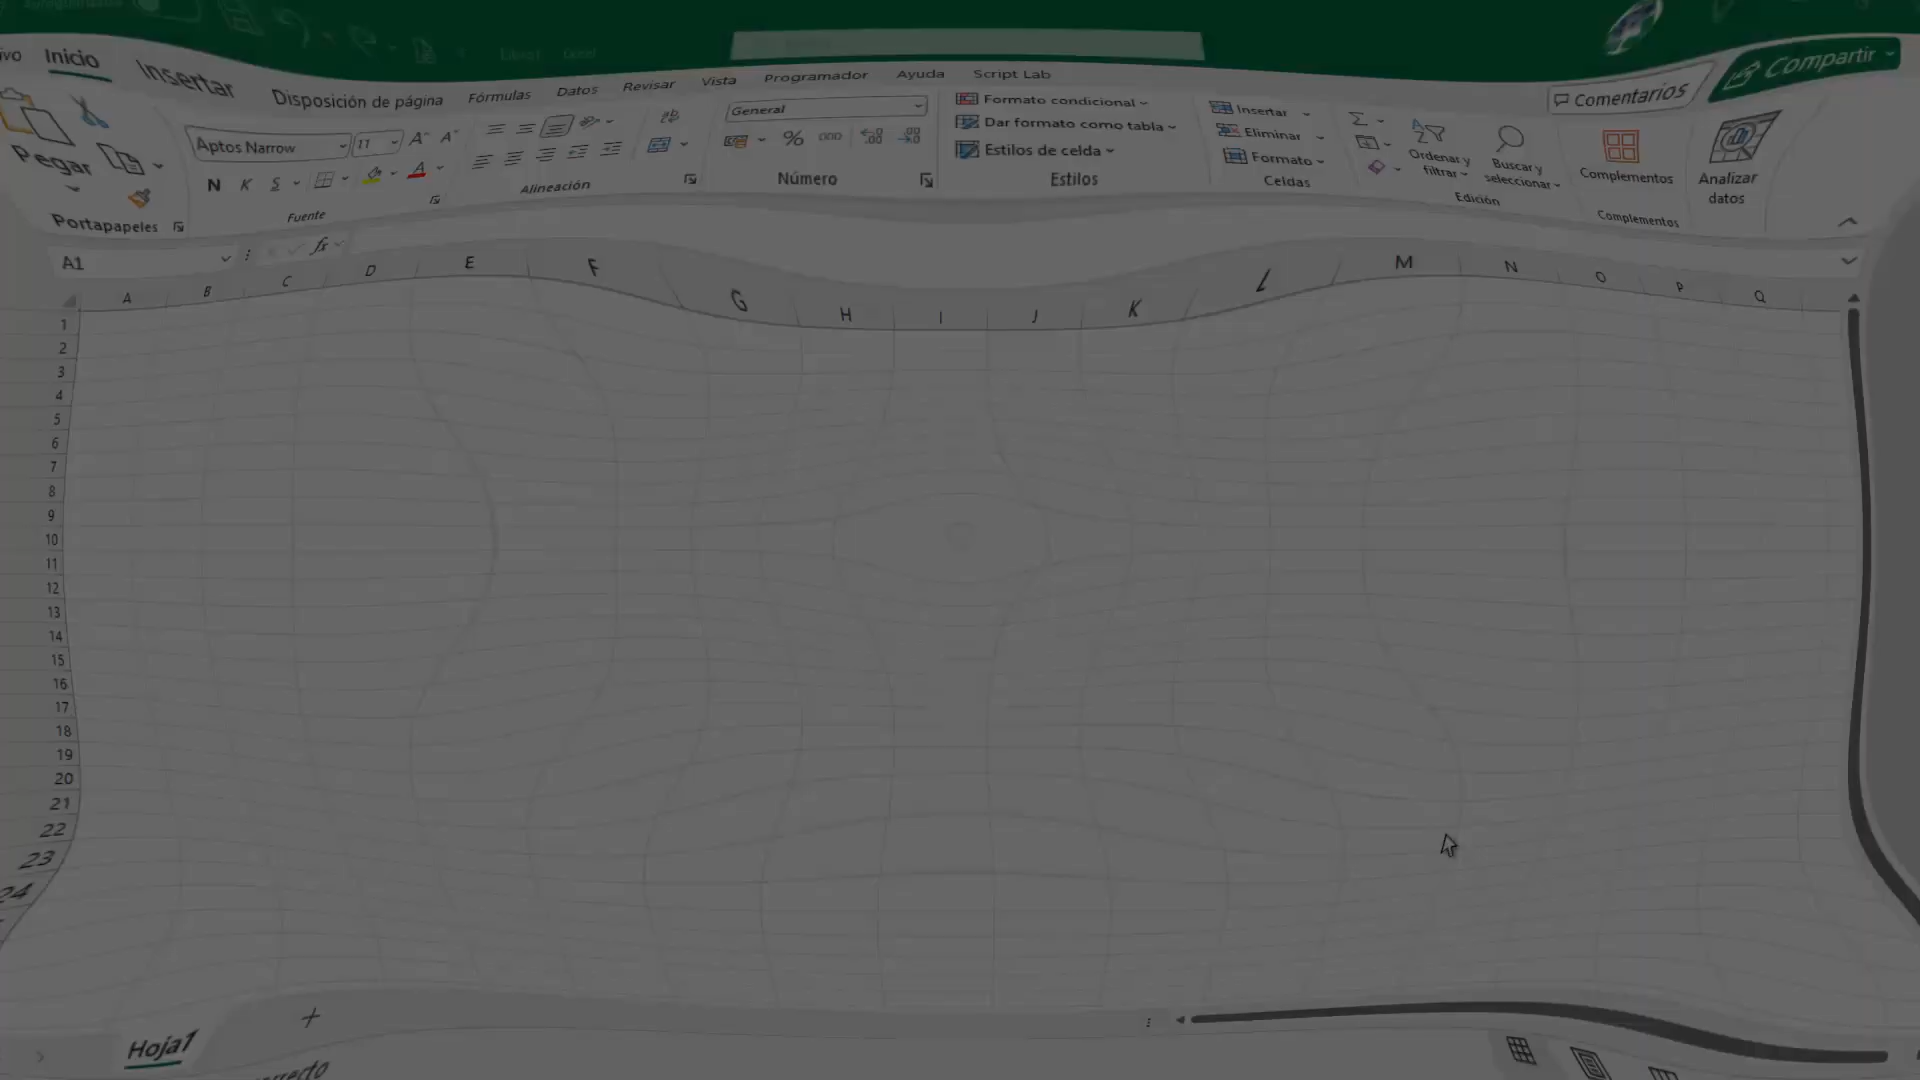 Libro1 - Excel
Inicio
Insertar
Disposición de página
Fórmulas
Datos
Revisar
Vista
Programador
Ayuda
Script Lab
Comentarios
Compartir
Pegar
Portapapeles
Aptos Narrow
11
N K S
Fuente
Alineación
General
% 000
Número
Formato condicional
Dar formato como tabla
Estilos de celda
Estilos
Insertar
Eliminar
Formato
Celdas
Ordenar y
filtrar
Buscar y
seleccionar
Edición
Complementos
Complementos
Analizar
datos
A1
fx
A B C D E F G H I J K L M N O P Q
1
2
3
4
5
6
7
8
9
10
11
12
13
14
15
16
17
18
19
20
21
22
23
24
Hoja1